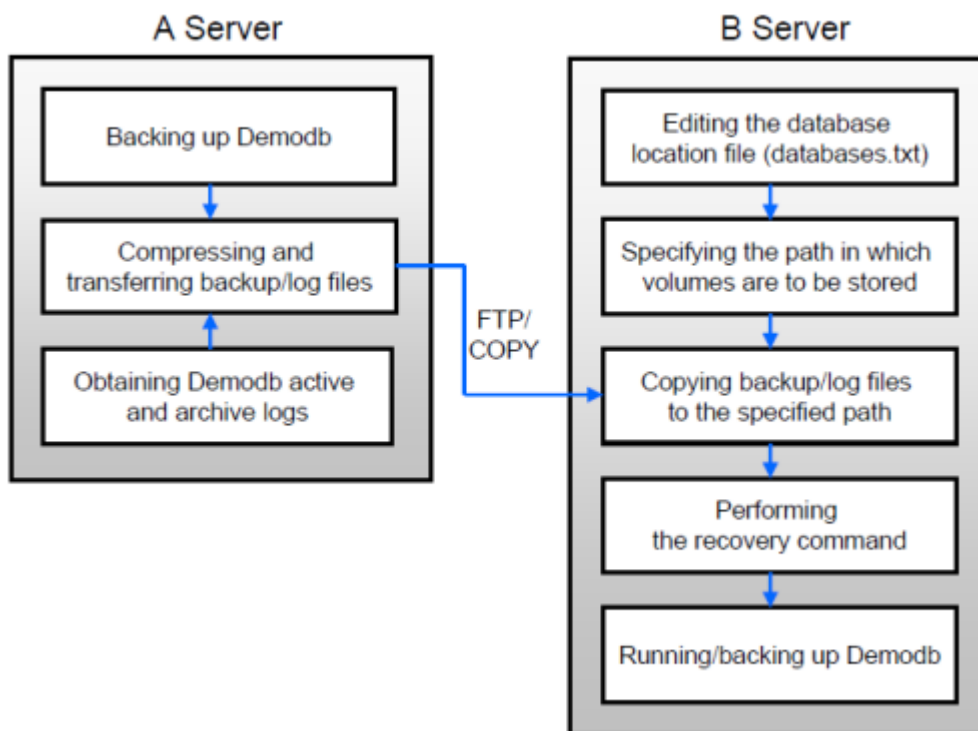 A Server
Backing up Demodb
Compressing and
transferring backup/log files
Obtaining Demodb active
and archive logs
FTP/
COPY
B Server
Editing the database
location file (databases.txt)
Specifying the path in which
volumes are to be stored
Copying backup/log files
to the specified path
Performing
the recovery command
Running/backing up Demodb